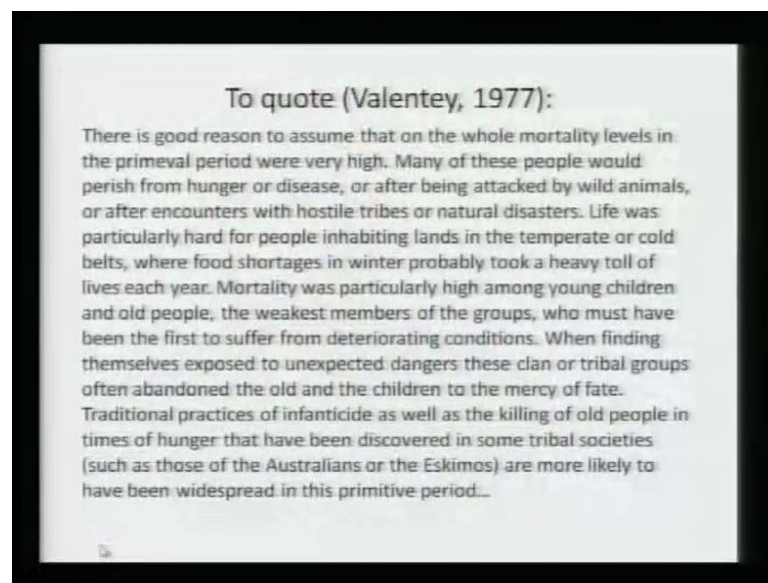 To quote (Valentey, 1977):
There is good reason to assume that on the whole mortality levels in
the primeval period were very high. Many of these people would
perish from hunger or disease, or after being attacked by wild animals,
or after encounters with hostile tribes or natural disasters. Life was
particularly hard for people inhabiting lands in the temperate or cold
belts, where food shortages in winter probably took a heavy toll of
lives each year. Mortality was particularly high among young children
and old people, the weakest members of the groups, who must have
been the first to suffer from deteriorating conditions. When finding
themselves exposed to unexpected dangers these clan or tribal groups
often abandoned the old and the children to the mercy of fate.
Traditional practices of infanticide as well as the killing of old people in
times of hunger that have been discovered in some tribal societies
(such as those of the Australians or the Eskimos) are more likely to
have been widespread in this primitive period...